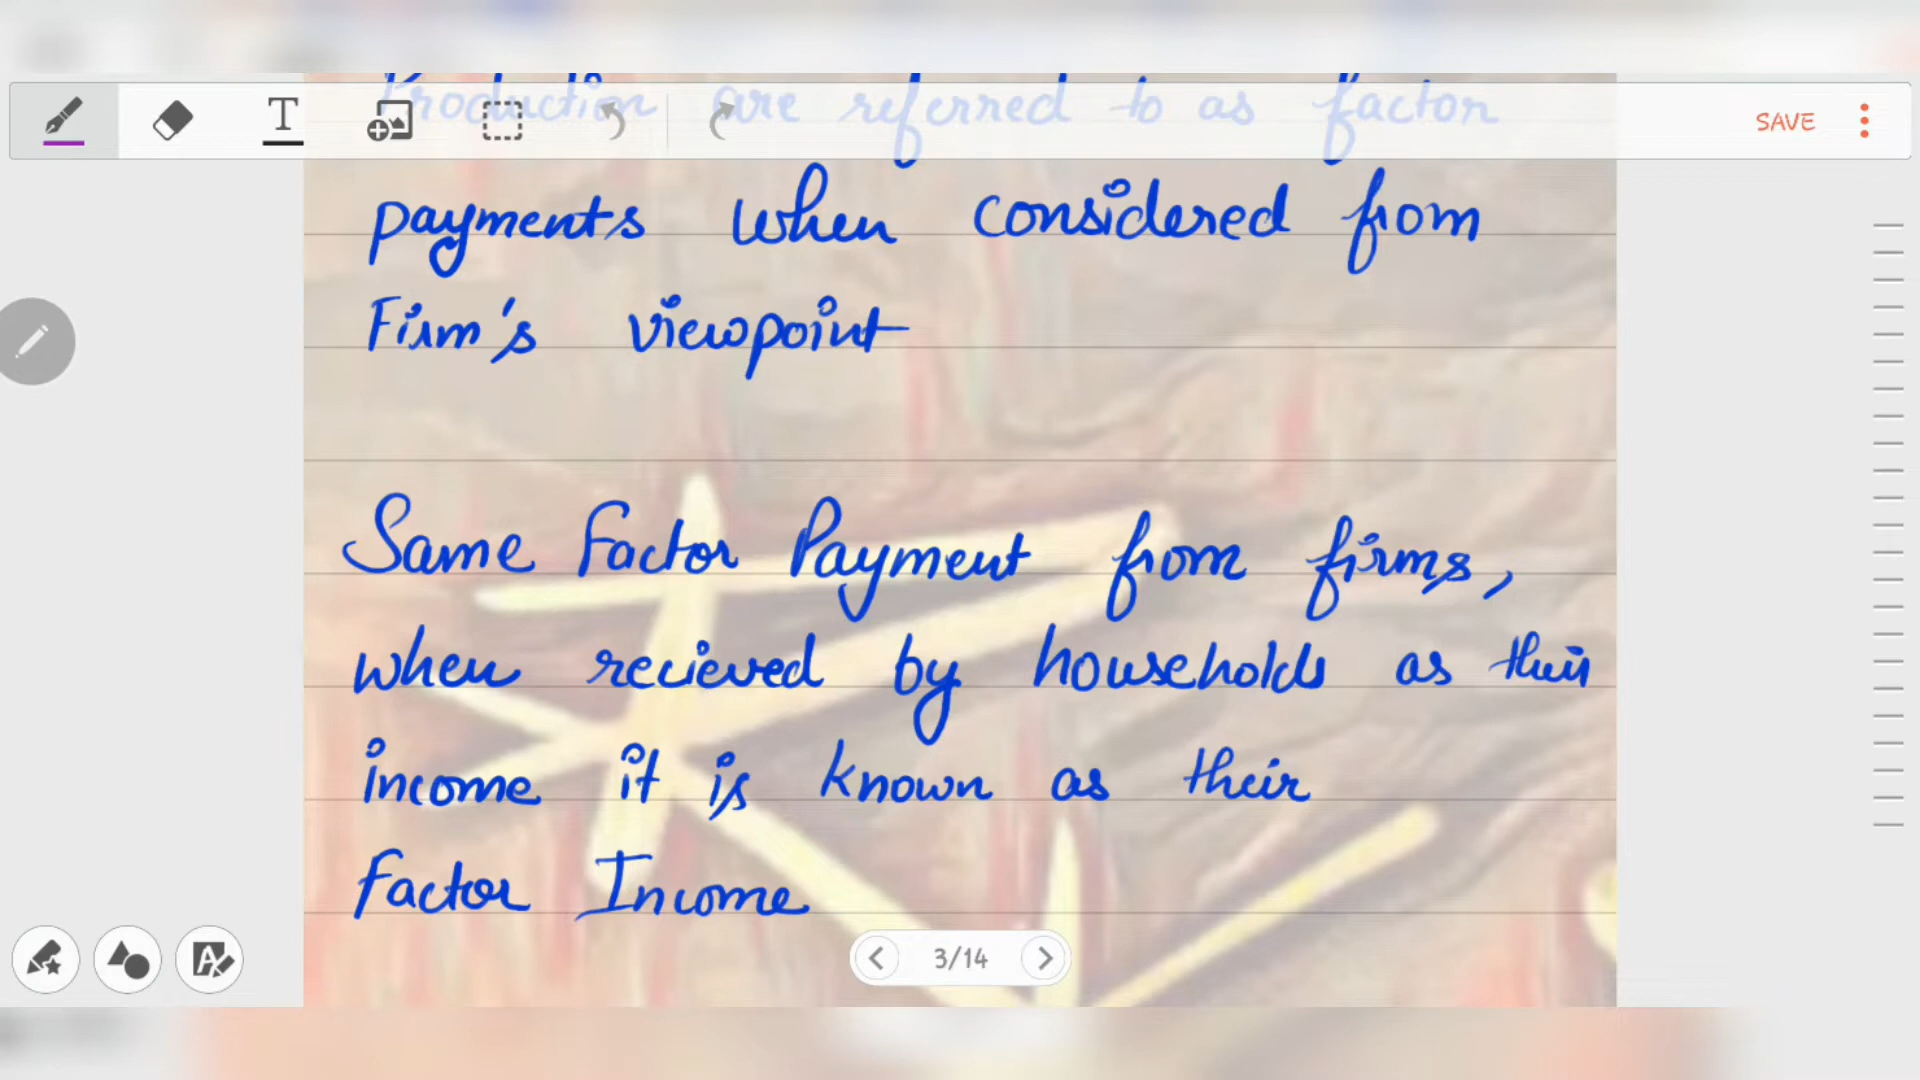 Production are referred to as factor
T
SAVE
payments when considered from
Firm's viewpoint
Same Factor Payment from firms,
when recieved by households as their
income it is known as their
Factor Income
3/14